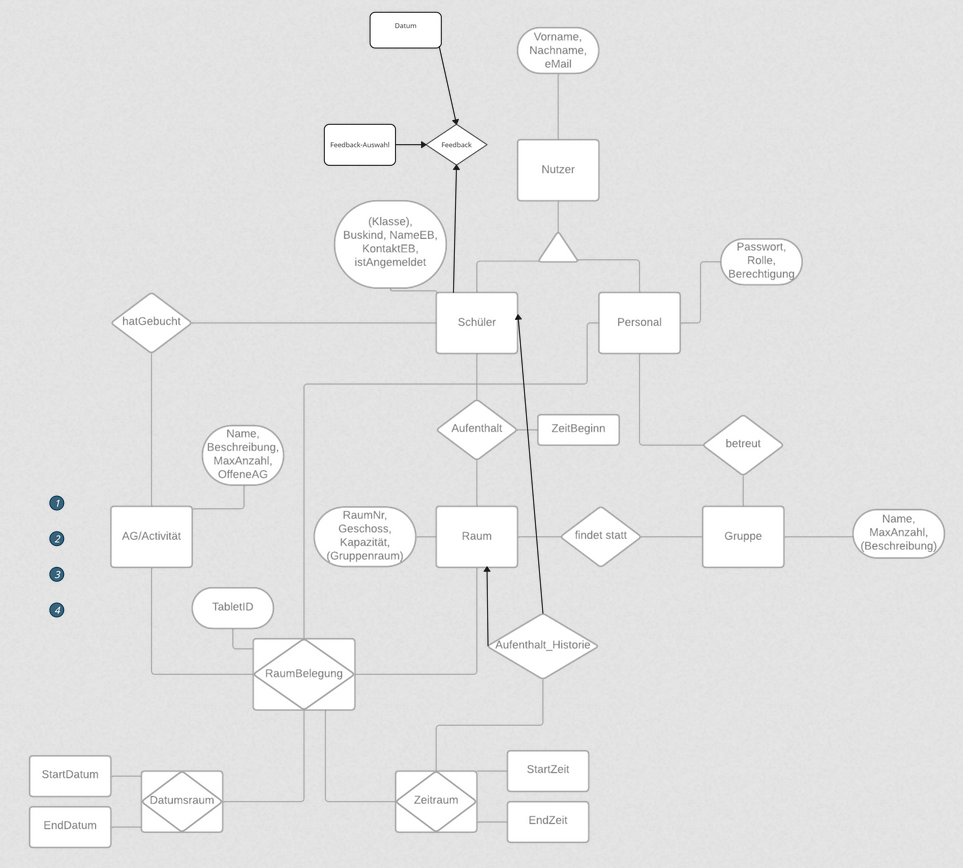 Datum
Vorname,
Nachname,
eMail
Feedback-Auswahl
Feedback
Nutzer
(Klasse),
Buskind, NameEB,
KontaktEB,
istAngemeldet
Passwort,
Rolle,
Berechtigung
hatGebucht
Schüler
Personal
Aufenthalt
ZeitBeginn
betreut
Name,
Beschreibung,
MaxAnzahl,
OffeneAG
1
2
3
4
AG/Activität
RaumNr,
Geschoss,
Kapazität,
(Gruppenraum)
Raum
findet statt
Gruppe
Name,
MaxAnzahl,
(Beschreibung)
TabletID
Aufenthalt_Historie
RaumBelegung
StartDatum
EndDatum
Datumsraum
Zeitraum
StartZeit
EndZeit